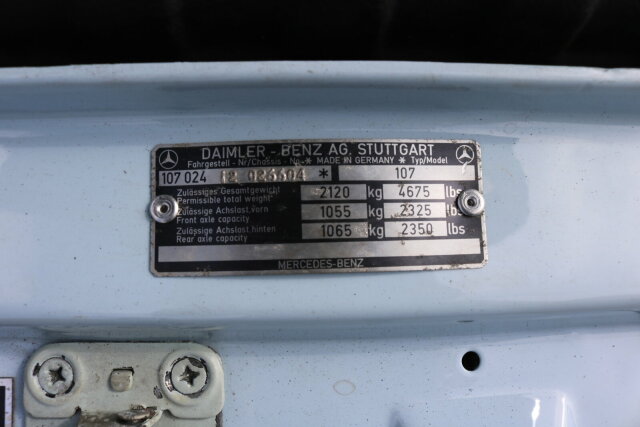 DAIMLER - BENZ AG. STUTTGART
Fahrgestell - Nr/Chassis - No * MADE IN GERMANY * Typ/Model
107 024 12 * 107
Zulässiges Gesamtgewicht
Permissible total weight 2120 kg 4675 lbs
Zulässige Achslast, vorn
Front axle capacity 1055 kg 2325 lbs
Zulässige Achslast, hinten
Rear axle capacity 1065 kg 2350 lbs
MERCEDES-BENZ